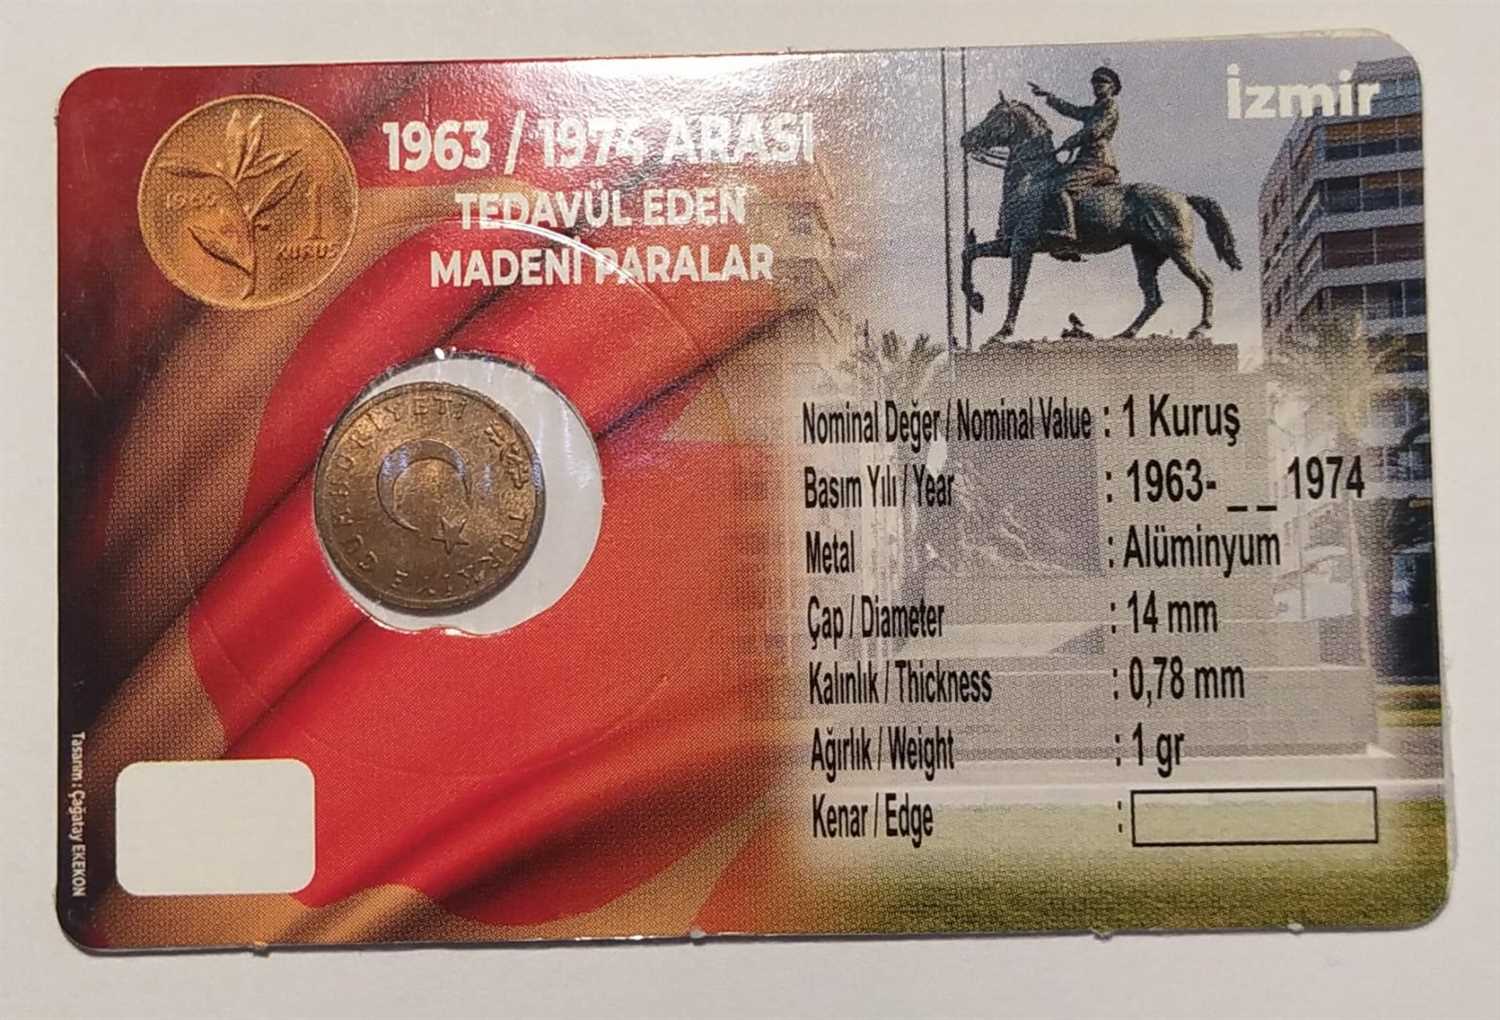 İzmir
1963 / 1974 ARASI
TEDAVÜL EDEN
MADENİ PARALAR
1 KURUŞ
TÜRKİYE CUMHURİYETİ
Nominal Değer / Nominal Value : 1 Kuruş
Basım Yılı / Year : 1963- _ _ 1974
Metal : Alüminyum
Çap / Diameter : 14 mm
Kalınlık / Thickness : 0,78 mm
Ağırlık / Weight : 1 gr
Kenar / Edge :
Tasarım : Çağatay EKEKON